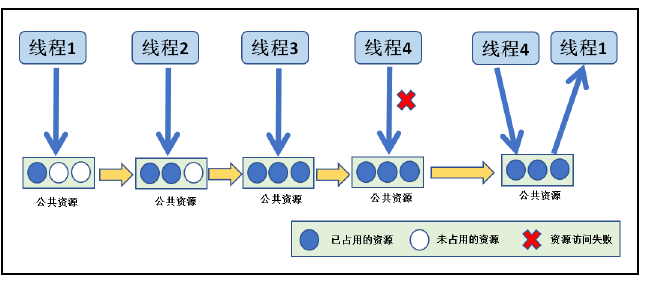 线程1 线程2 线程3 线程4 线程4 线程1
公共资源 公共资源 公共资源 公共资源 公共资源
已占用的资源 未占用的资源 资源访问失败